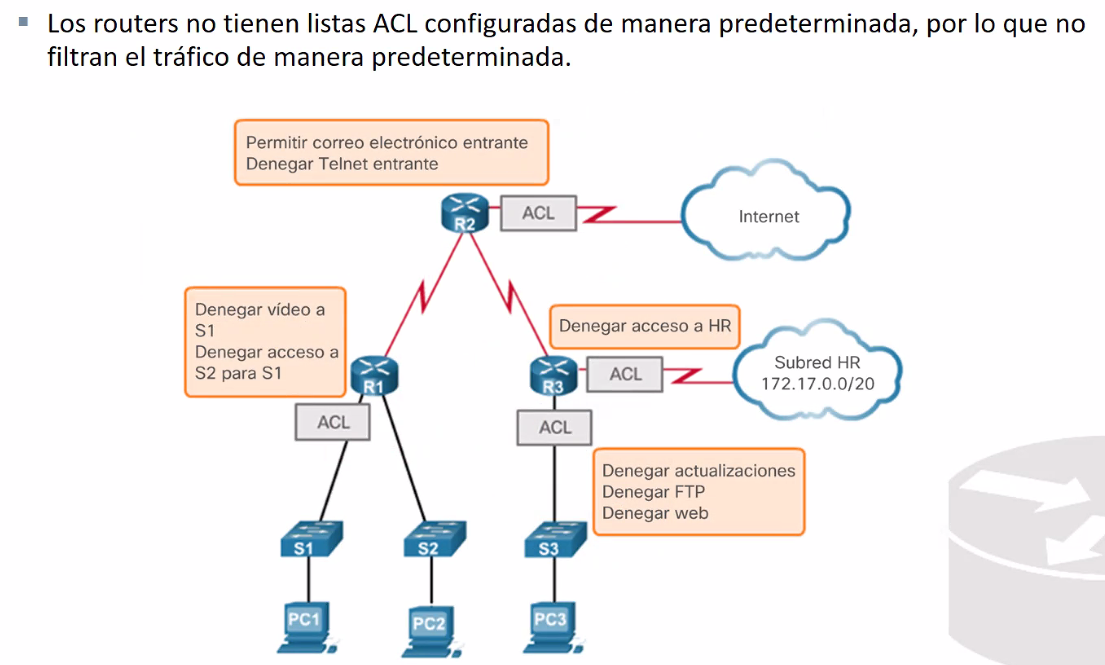 Los routers no tienen listas ACL configuradas de manera predeterminada, por lo que no
filtran el tráfico de manera predeterminada.
Permitir correo electrónico entrante
Denegar Telnet entrante
R2
ACL
Internet
Denegar vídeo a
S1
Denegar acceso a
S2 para S1
Denegar acceso a HR
R1
R3
ACL
Subred HR
172.17.0.0/20
ACL
ACL
Denegar actualizaciones
Denegar FTP
Denegar web
S1
S2
S3
PC1
PC2
PC3